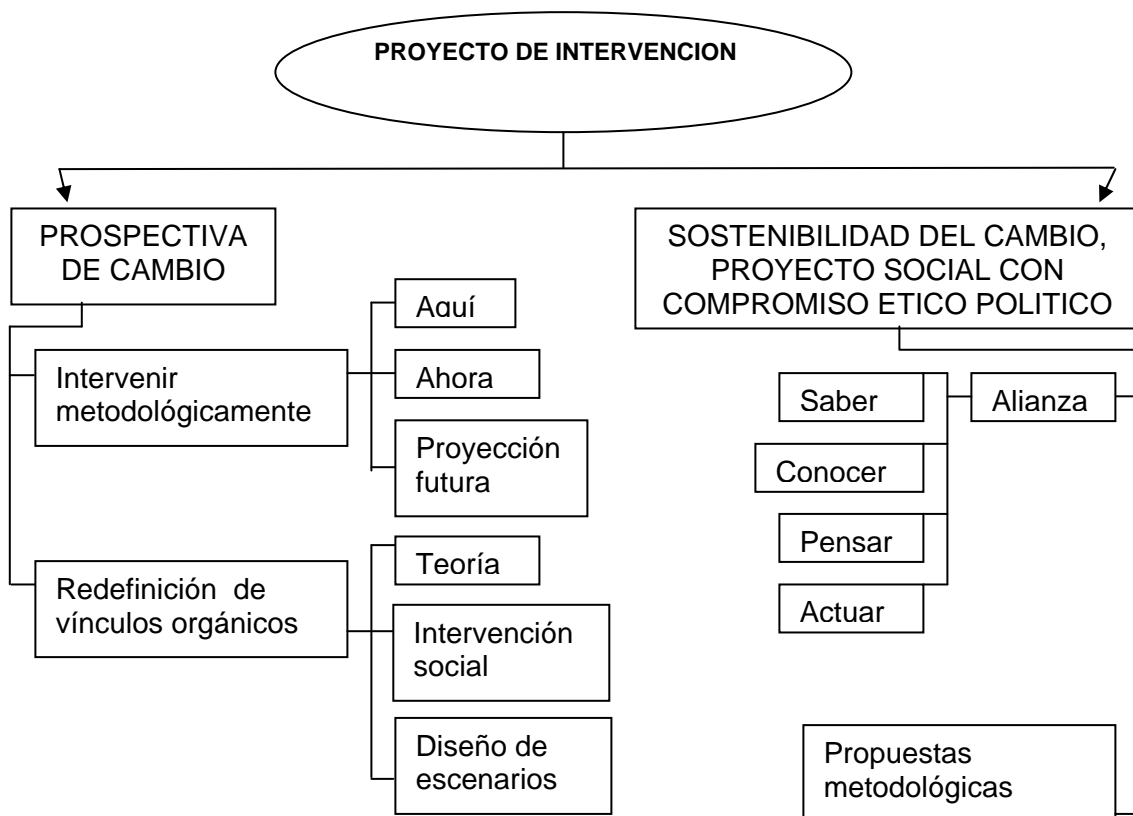 PROYECTO DE INTERVENCION
PROSPECTIVA
DE CAMBIO
Intervenir
metodológicamente
Aquí
Ahora
Proyección
futura
Redefinición de
vínculos orgánicos
Teoría
Intervención
social
Diseño de
escenarios
SOSTENIBILIDAD DEL CAMBIO,
PROYECTO SOCIAL CON
COMPROMISO ETICO POLITICO
Alianza
Saber
Conocer
Pensar
Actuar
Propuestas
metodológicas